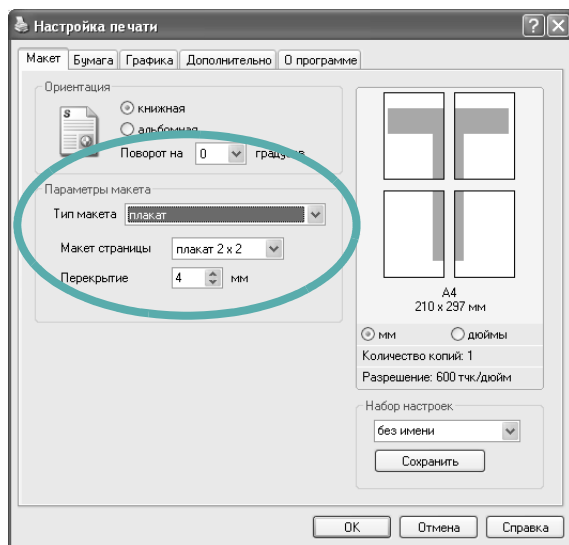 Настройка печати
Макет Бумага Графика Дополнительно О программе
Ориентация
S
книжная
альбомная
Поворот на 0 градусов
Параметры макета
Тип макета плакат
Макет страницы плакат 2 x 2
Перекрытие 4 мм
A4
210 x 297 мм
мм дюймы
Количество копий: 1
Разрешение: 600 тчк/дюйм
Набор настроек
без имени
Сохранить
OK Отмена Справка